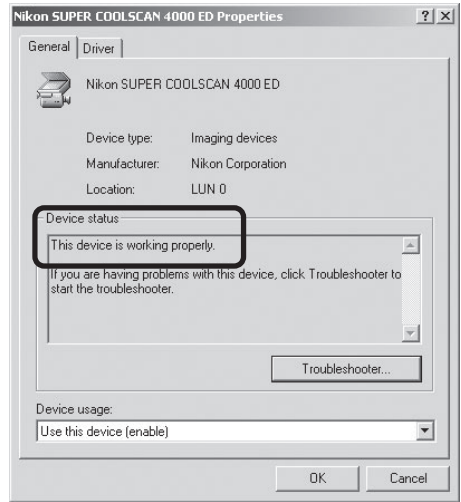 Nikon SUPER COOLSCAN 4000 ED Properties
General Driver
Nikon SUPER COOLSCAN 4000 ED
Device type: Imaging devices
Manufacturer: Nikon Corporation
Location: LUN 0
Device status
This device is working properly.
If you are having problems with this device, click Troubleshooter to
start the troubleshooter.
Troubleshooter...
Device usage:
Use this device (enable)
OK Cancel